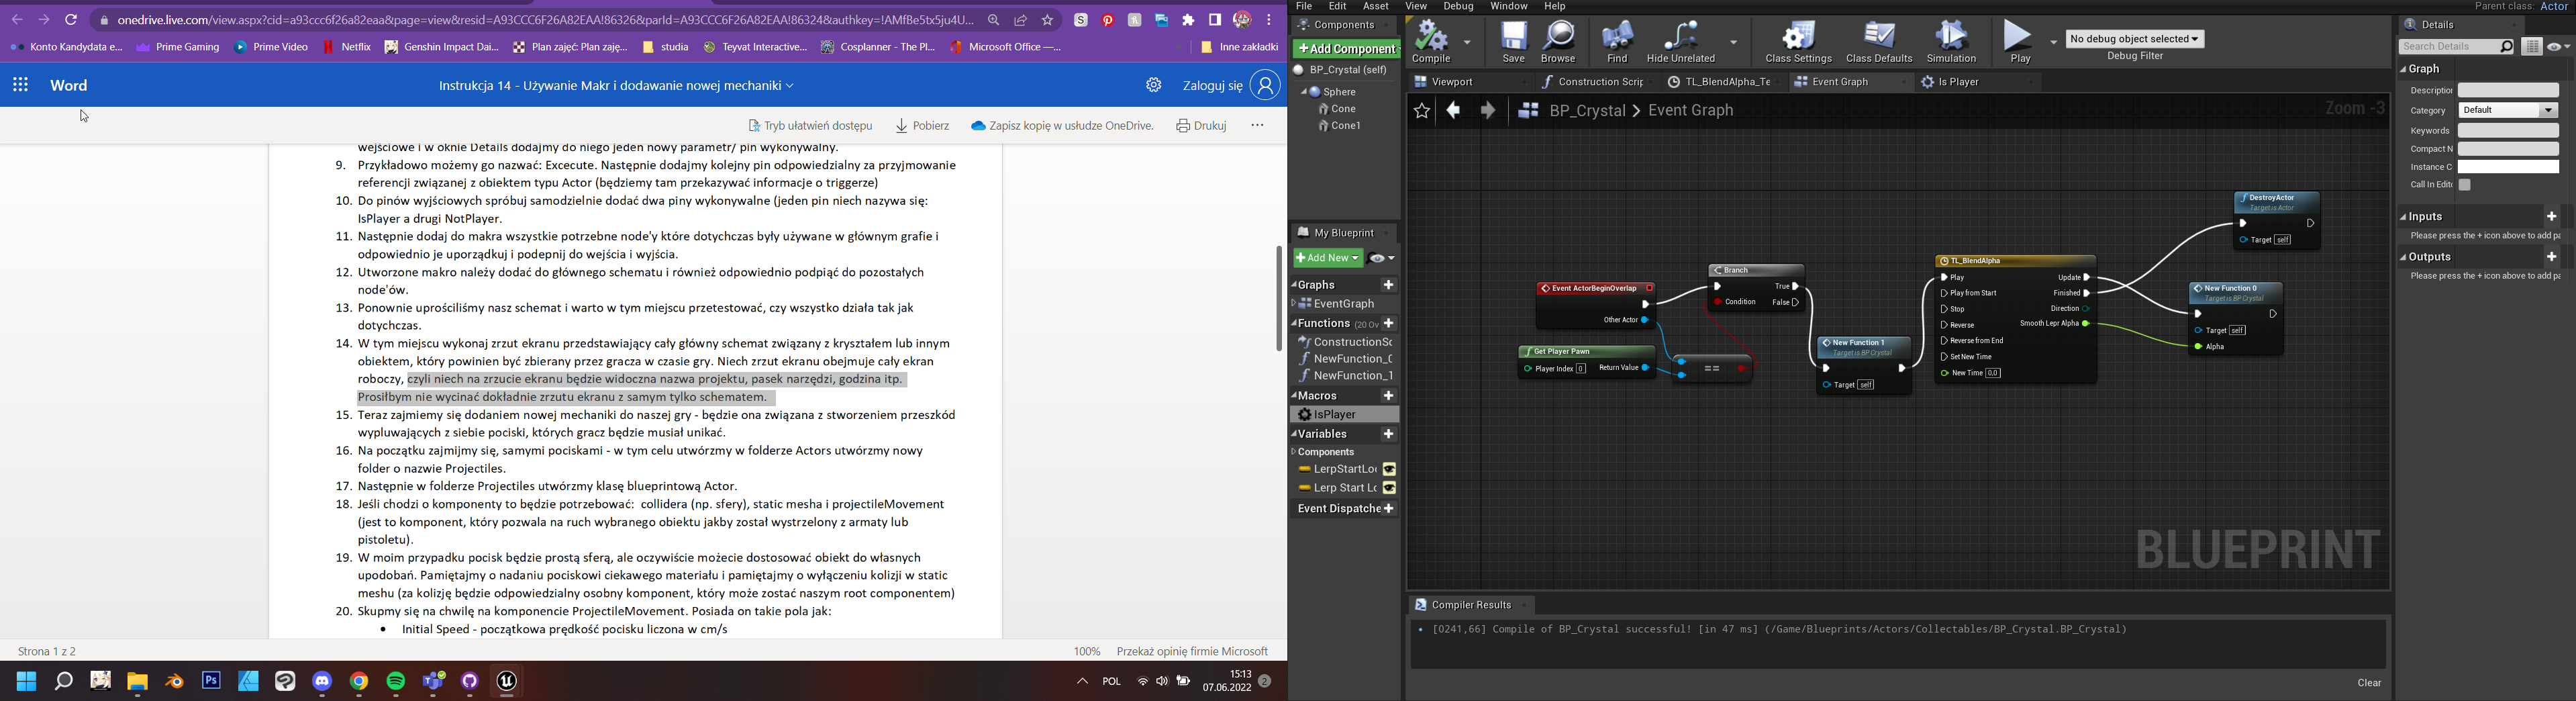 onedrive.live.com/view.aspx?cid=a93ccc6f26a82eaa&page=view&resid=A93CCC6F26A82EAA!86326&parId=A93CCC6F26A82EAA!86324&authkey=!AMfBe5tx5ju4U...
Konto Kandydata e...
Prime Gaming
Prime Video
Netflix
Genshin Impact Dai...
Plan zajęć: Plan zaję...
studia
Teyvat Interactive...
Cosplanner - The Pl...
Microsoft Office —...
Inne zakładki
Word
Instrukcja 14 - Używanie Makr i dodawanie nowej mechaniki
Zaloguj się
Tryb ułatwień dostępu
Pobierz
Zapisz kopię w usłudze OneDrive.
Drukuj
wejściowe i w oknie Details dodajmy do niego jeden nowy parametr/ pin wykonywalny.
9. Przykładowo możemy go nazwać: Excecute. Następnie dodajmy kolejny pin odpowiedzialny za przyjmowanie
referencji związanej z obiektem typu Actor (będziemy tam przekazywać informacje o triggerze)
10. Do pinów wyjściowych spróbuj samodzielnie dodać dwa piny wykonywalne (jeden pin niech nazywa się:
IsPlayer a drugi NotPlayer.
11. Następnie dodaj do makra wszystkie potrzebne node'y które dotychczas były używane w głównym grafie i
odpowiednio je uporządkuj i podepnij do wejścia i wyjścia.
12. Utworzone makro należy dodać do głównego schematu i również odpowiednio podpiąć do pozostałych
node'ów.
13. Ponownie uprościliśmy nasz schemat i warto w tym miejscu przetestować, czy wszystko działa tak jak
dotychczas.
14. W tym miejscu wykonaj zrzut ekranu przedstawiający cały główny schemat związany z kryształem lub innym
obiektem, który powinien być zbierany przez gracza w czasie gry. Niech zrzut ekranu obejmuje cały ekran
roboczy, czyli niech na zrzucie ekranu będzie widoczna nazwa projektu, pasek narzędzi, godzina itp.
Prosiłbym nie wycinać dokładnie zrzutu ekranu z samym tylko schematem.
15. Teraz zajmiemy się dodaniem nowej mechaniki do naszej gry - będzie ona związana z stworzeniem przeszkód
wypluwających z siebie pociski, których gracz będzie musiał unikać.
16. Na początku zajmijmy się, samymi pociskami - w tym celu utwórzmy w folderze Actors utwórzmy nowy
folder o nazwie Projectiles.
17. Następnie w folderze Projectiles utwórzmy klasę blueprintową Actor.
18. Jeśli chodzi o komponenty to będzie potrzebować: collidera (np. sfery), static mesha i projectileMovement
(jest to komponent, który pozwala na ruch wybranego obiektu jakby został wystrzelony z armaty lub
pistoletu).
19. W moim przypadku pocisk będzie prostą sferą, ale oczywiście możecie dostosować obiekt do własnych
upodobań. Pamiętajmy o nadaniu pociskowi ciekawego materiału i pamiętajmy o wyłączeniu kolizji w static
meshu (za kolizję będzie odpowiedzialny osobny komponent, który może zostać naszym root componentem)
20. Skupmy się na chwilę na komponencie ProjectileMovement. Posiada on takie pola jak:
• Initial Speed - początkowa prędkość pocisku liczona w cm/s
Strona 1 z 2
100%
Przekaż opinię firmie Microsoft
POL
15:13
07.06.2022
2
File Edit Asset View Debug Window Help
Parent class: Actor
Components
+Add Component
BP_Crystal (self)
Sphere
Cone
Cone1
My Blueprint
+Add New
Graphs
EventGraph
Functions (20 Ov
ConstructionSc
NewFunction_0
NewFunction_1
Macros
IsPlayer
Variables
Components
LerpStartLoc
Lerp Start Lc
Event Dispatche
Compile
Save
Browse
Find
Hide Unrelated
Class Settings
Class Defaults
Simulation
Play
No debug object selected
Debug Filter
Viewport
Construction Scrip
TL_BlendAlpha_Te
Event Graph
Is Player
BP_Crystal > Event Graph
Zoom -3
Event ActorBeginOverlap
Other Actor
Get Player Pawn
Player Index 0
Return Value
==
Branch
Condition
True
False
New Function 1
Target is BP Crystal
Target self
TL_BlendAlpha
Play
Play from Start
Stop
Reverse
Reverse from End
Set New Time
New Time 0,0
Update
Finished
Direction
Smooth Lepr Alpha
DestroyActor
Target is Actor
Target self
New Function 0
Target is BP Crystal
Target self
Alpha
BLUEPRINT
Compiler Results
[0241,66] Compile of BP_Crystal successful! [in 47 ms] (/Game/Blueprints/Actors/Collectables/BP_Crystal.BP_Crystal)
Clear
Details
Search Details
Graph
Description
Category
Default
Keywords
Compact N
Instance C
Call In Edito
Inputs
Please press the + icon above to add pa
Outputs
Please press the + icon above to add pa